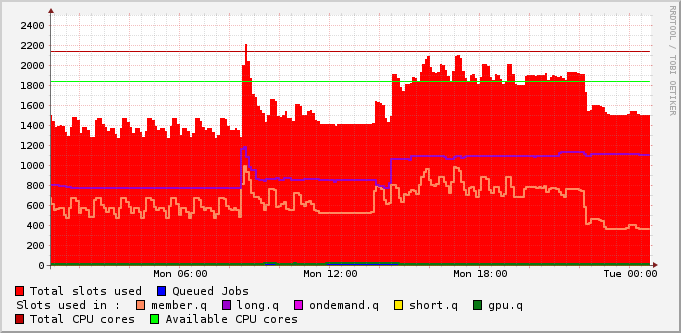 2400
2200
2000
1800
1600
1400
1200
1000
800
600
400
200
0
Mon 06:00 Mon 12:00 Mon 18:00 Tue 00:00
Total slots used Queued Jobs
Slots used in : member.q long.q ondemand.q short.q gpu.q
Total CPU cores Available CPU cores
RRDTOOL / TOBI OETIKER